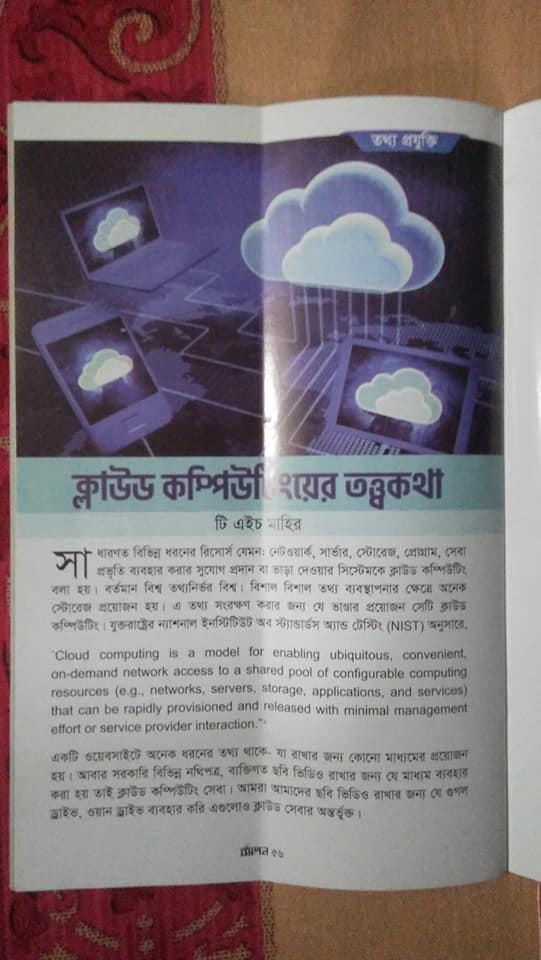 তথ্য প্রযুক্তি
ক্লাউড কম্পিউটিংয়ের তত্ত্বকথা
টি এইচ মাহির
সাধারণত বিভিন্ন ধরনের রিসোর্স যেমন: নেটওয়ার্ক, সার্ভার, স্টোরেজ, প্রোগ্রাম, সেবা
প্রভৃতি ব্যবহার করার সুযোগ প্রদান বা ভাড়া দেওয়ার সিস্টেমকে ক্লাউড কম্পিউটিং
বলা হয়। বর্তমান বিশ্ব তথ্যনির্ভর বিশ্ব। বিশাল বিশাল তথ্য ব্যবস্থাপনার ক্ষেত্রে অনেক
স্টোরেজ প্রয়োজন হয়। এ তথ্য সংরক্ষণ করার জন্য যে ভাণ্ডার প্রয়োজন সেটি ক্লাউড
কম্পিউটিং। যুক্তরাষ্ট্রের ন্যাশনাল ইনস্টিটিউট অব স্ট্যান্ডার্ডস অ্যান্ড টেস্টিং (NIST) অনুসারে,
"Cloud computing is a model for enabling ubiquitous, convenient,
on-demand network access to a shared pool of configurable computing
resources (e.g., networks, servers, storage, applications, and services)
that can be rapidly provisioned and released with minimal management
effort or service provider interaction."¹
একটি ওয়েবসাইটে অনেক ধরনের তথ্য থাকে- যা রাখার জন্য কোনো মাধ্যমের প্রয়োজন
হয়। আবার সরকারি বিভিন্ন নথিপত্র, ব্যক্তিগত ছবি ভিডিও রাখার জন্য যে মাধ্যম ব্যবহার
করা হয় তাই ক্লাউড কম্পিউটিং সেবা। আমরা আমাদের ছবি ভিডিও রাখার জন্য যে গুগল
ড্রাইভ, ওয়ান ড্রাইভ ব্যবহার করি এগুলোও ক্লাউড সেবার অন্তর্ভুক্ত।
৫৬